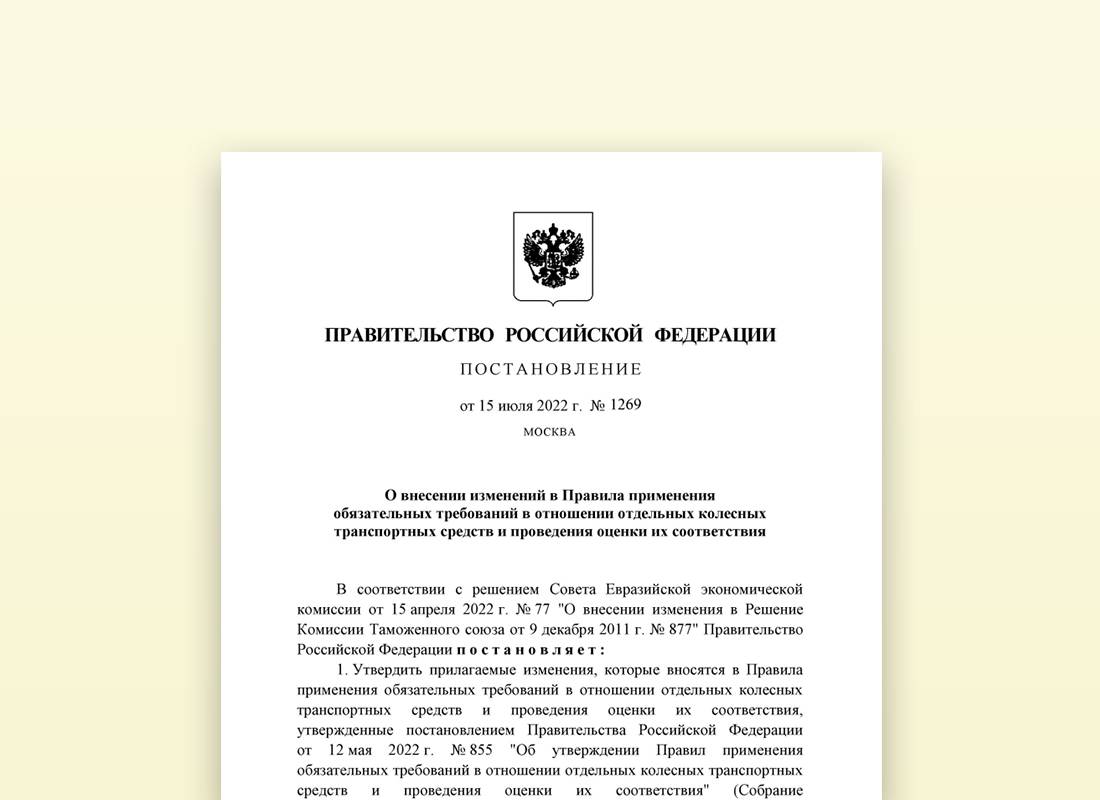 ПРАВИТЕЛЬСТВО РОССИЙСКОЙ ФЕДЕРАЦИИ
ПОСТАНОВЛЕНИЕ
от 15 июля 2022 г. № 1269
МОСКВА
О внесении изменений в Правила применения
обязательных требований в отношении отдельных колесных
транспортных средств и проведения оценки их соответствия
В соответствии с решением Совета Евразийской экономической
комиссии от 15 апреля 2022 г. № 77 "О внесении изменения в Решение
Комиссии Таможенного союза от 9 декабря 2011 г. № 877" Правительство
Российской Федерации п о с т а н о в л я е т :
1. Утвердить прилагаемые изменения, которые вносятся в Правила
применения обязательных требований в отношении отдельных колесных
транспортных средств и проведения оценки их соответствия,
утвержденные постановлением Правительства Российской Федерации
от 12 мая 2022 г. № 855 "Об утверждении Правил применения
обязательных требований в отношении отдельных колесных транспортных
средств и проведения оценки их соответствия" (Собрание